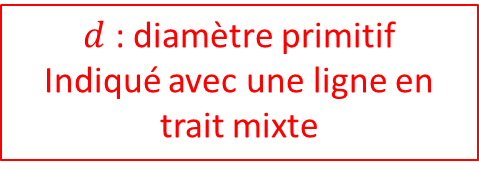 𝑑 : diamètre primitif
Indiqué avec une ligne en
trait mixte